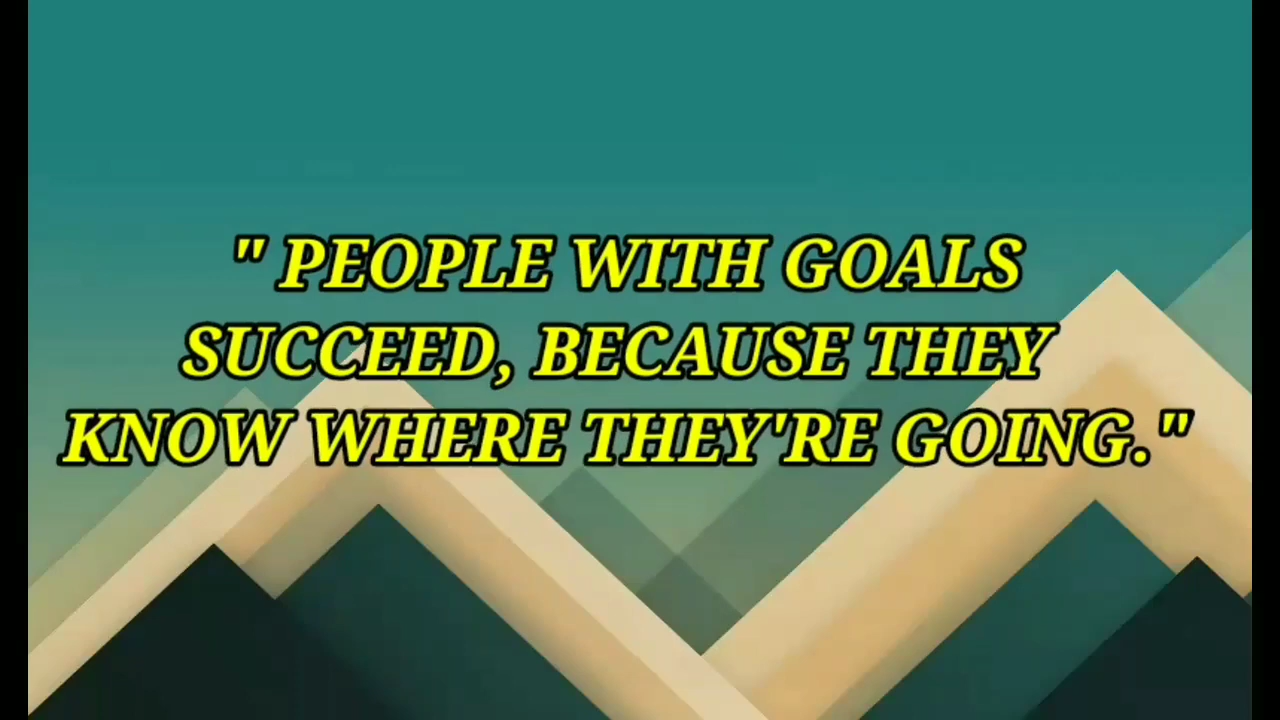 " PEOPLE WITH GOALS
SUCCEED, BECAUSE THEY
KNOW WHERE THEY'RE GOING."